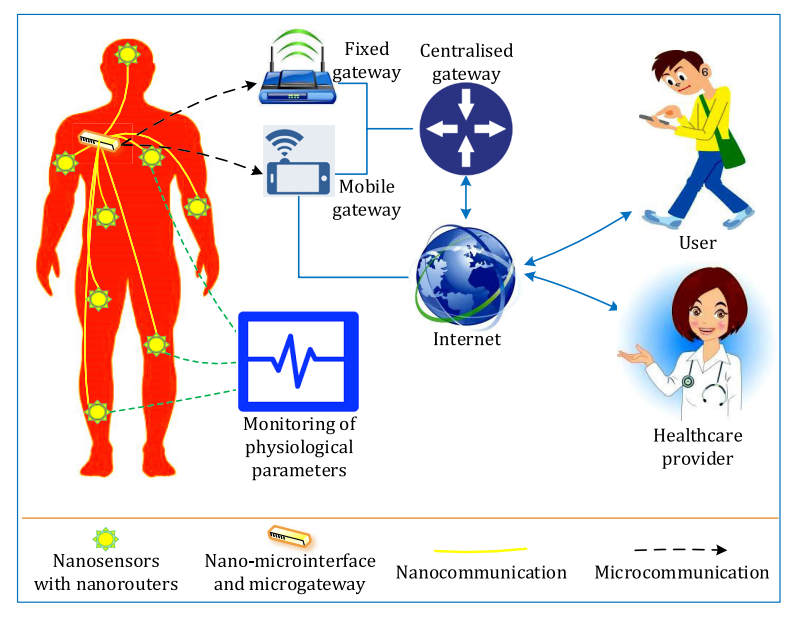 Fixed
gateway
Centralised
gateway
Mobile
gateway
User
Internet
Monitoring of
physiological
parameters
Healthcare
provider
Nanosensors
with nanorouters
Nano-microinterface
and microgateway
Nanocommunication
Microcommunication